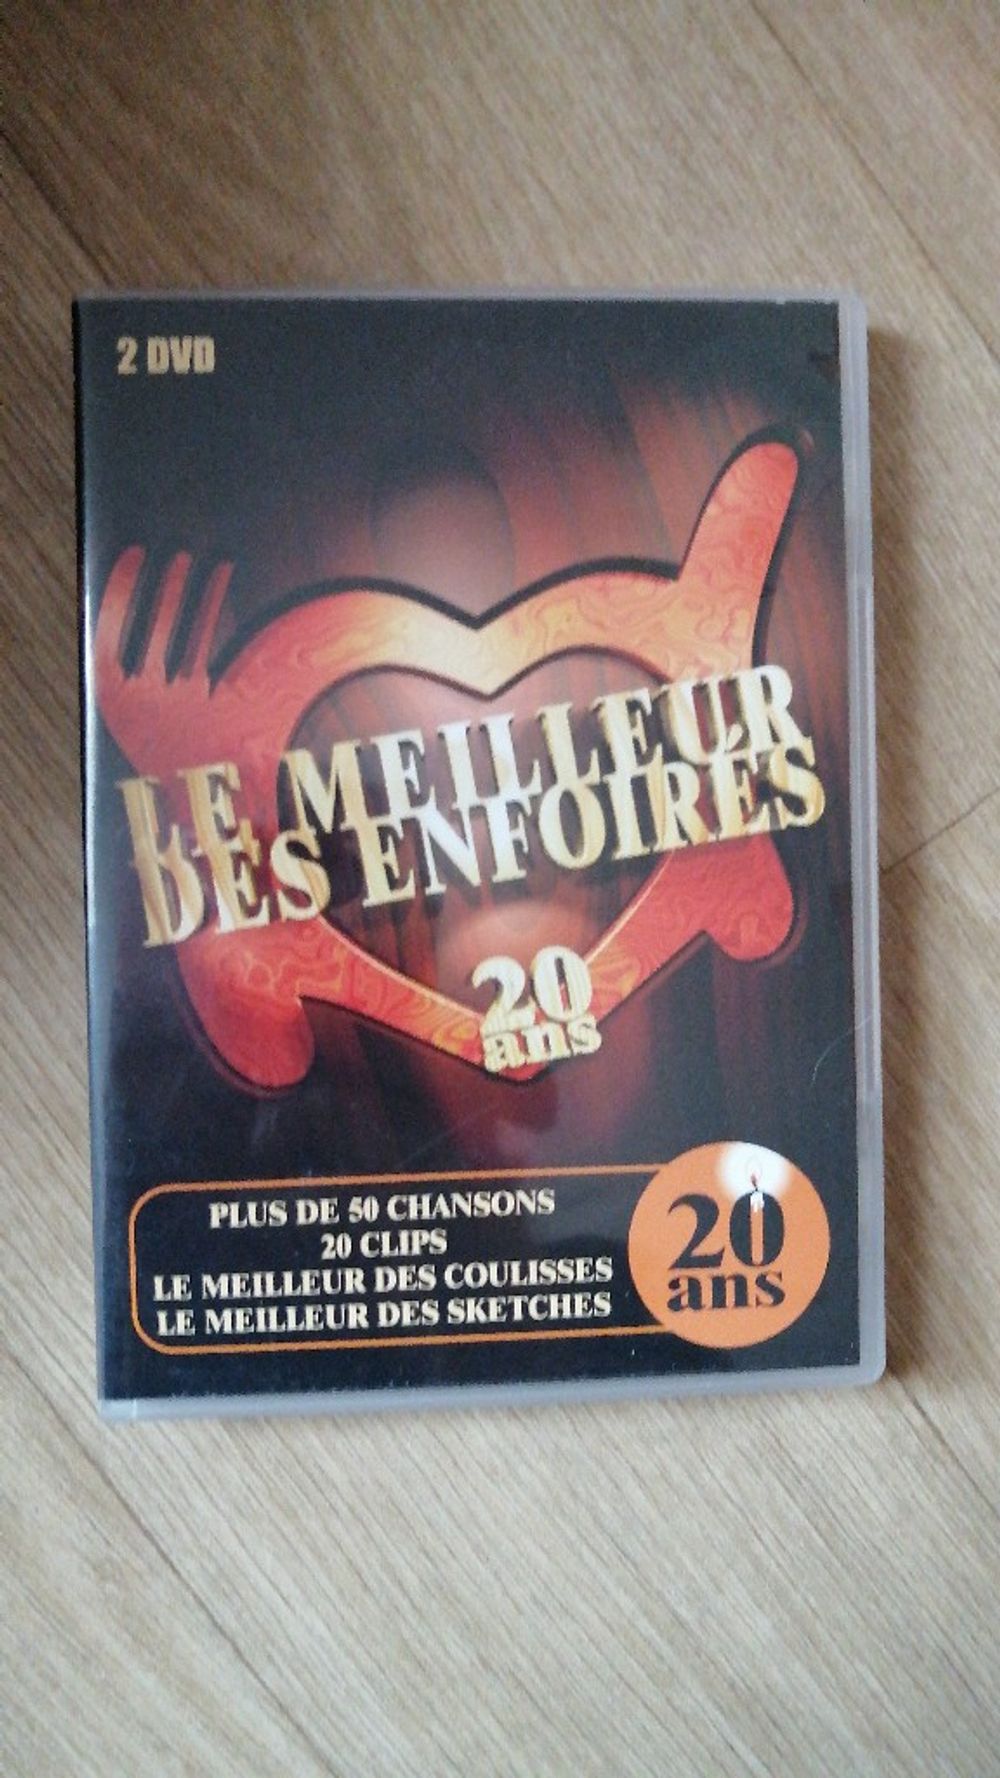 2 DVD
LE MEILLEUR
DES ENFOIRÉS
20
ans
PLUS DE 50 CHANSONS
20 CLIPS
LE MEILLEUR DES COULISSES
LE MEILLEUR DES SKETCHES
20
ans